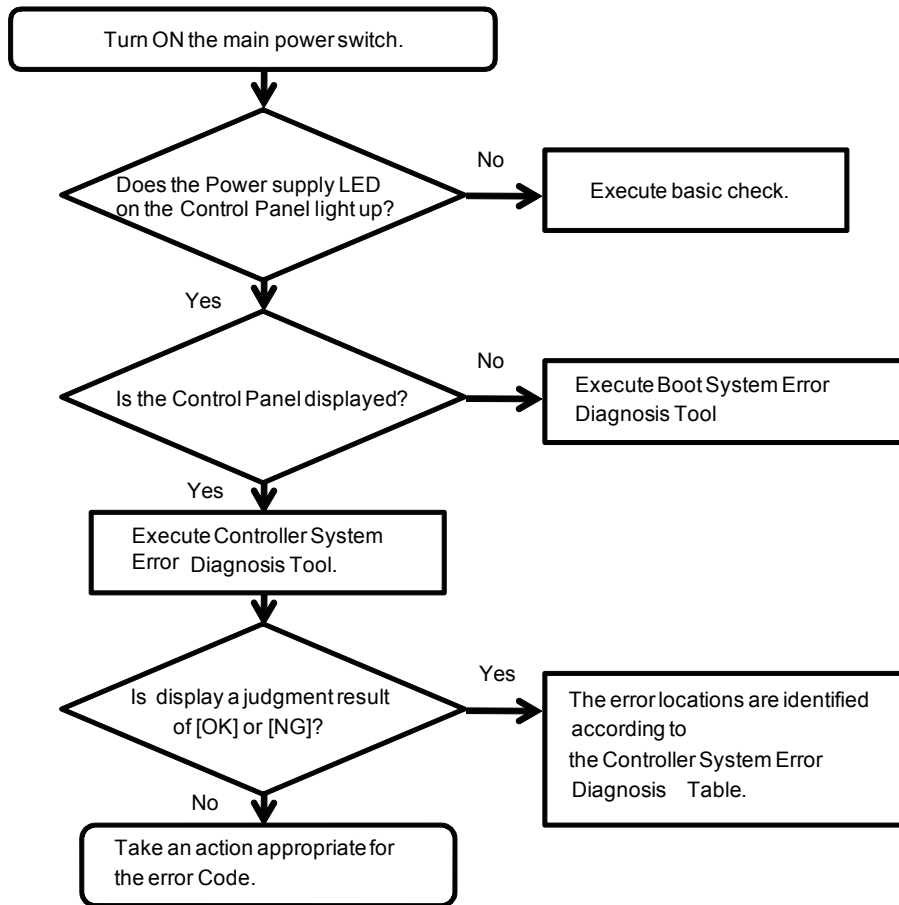 Turn ON the main power switch.
Does the Power supply LED
on the Control Panel light up?
No
Execute basic check.
Yes
Is the Control Panel displayed?
No
Execute Boot System Error
Diagnosis Tool
Yes
Execute Controller System
Error Diagnosis Tool.
Is display a judgment result
of [OK] or [NG]?
Yes
The error locations are identified
according to
the Controller System Error
Diagnosis Table.
No
Take an action appropriate for
the error Code.